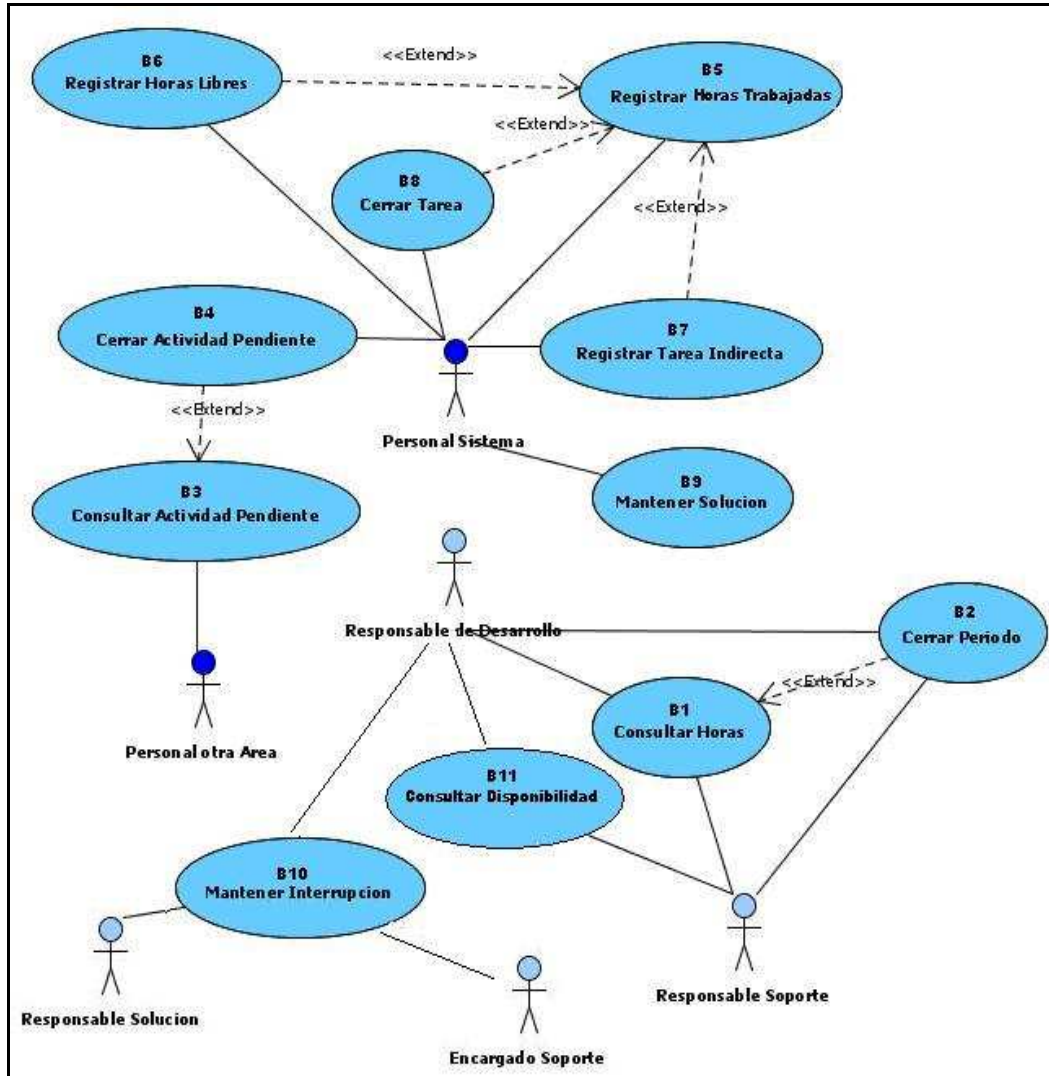 B6
Registrar Horas Libres
<<Extend>>
B5
Registrar Horas Trabajadas
<<Extend>>
B8
Cerrar Tarea
<<Extend>>
B4
Cerrar Actividad Pendiente
B7
Registrar Tarea Indirecta
<<Extend>>
Personal Sistema
B3
Consultar Actividad Pendiente
B9
Mantener Solucion
Responsable de Desarrollo
B2
Cerrar Periodo
<<Extend>>
B1
Consultar Horas
Personal otra Area
B11
Consultar Disponibilidad
B10
Mantener Interrupcion
Responsable Soporte
Responsable Solucion
Encargado Soporte